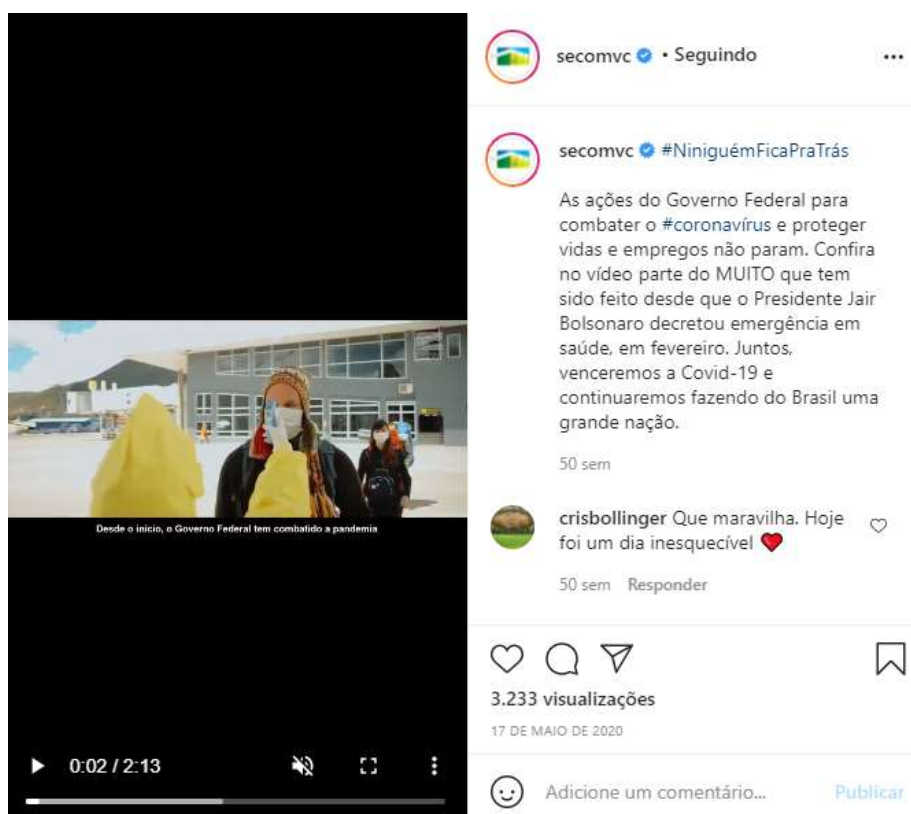 secomvc • Seguindo
secomvc #NiniguémFicaPraTrás
As ações do Governo Federal para
combater o #coronavírus e proteger
vidas e empregos não param. Confira
no vídeo parte do MUITO que tem
sido feito desde que o Presidente Jair
Bolsonaro decretou emergência em
saúde, em fevereiro. Juntos,
venceremos a Covid-19 e
continuaremos fazendo do Brasil uma
grande nação.
50 sem
crisbollinger Que maravilha. Hoje
foi um dia inesquecível
50 sem Responder
3.233 visualizações
17 DE MAIO DE 2020
Adicione um comentário... Publicar
Desde o início, o Governo Federal tem combatido a pandemia
0:02 / 2:13